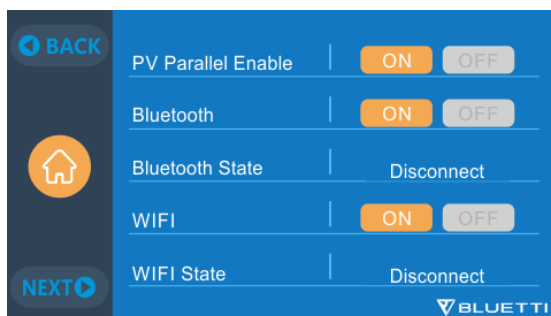 BACK
PV Parallel Enable ON OFF
Bluetooth ON OFF
Bluetooth State Disconnect
WIFI ON OFF
WIFI State Disconnect
NEXT
BLUETTI